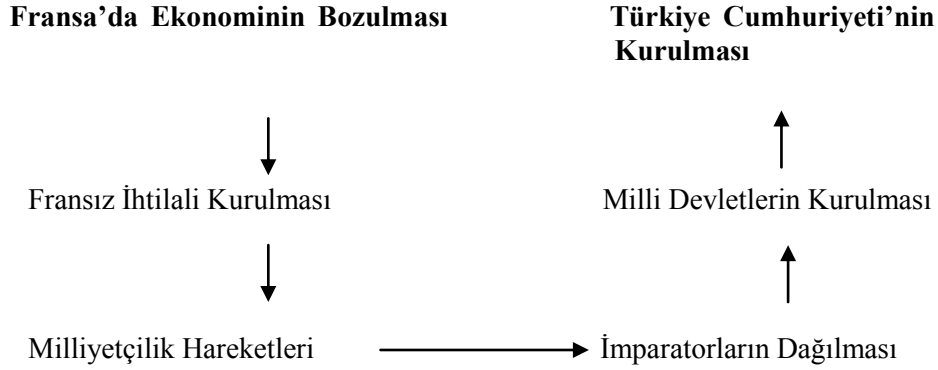 Fransa’da Ekonominin Bozulması
Türkiye Cumhuriyeti’nin
Kurulması
Fransız İhtilali Kurulması
Milli Devletlerin Kurulması
Milliyetçilik Hareketleri
İmparatorların Dağılması